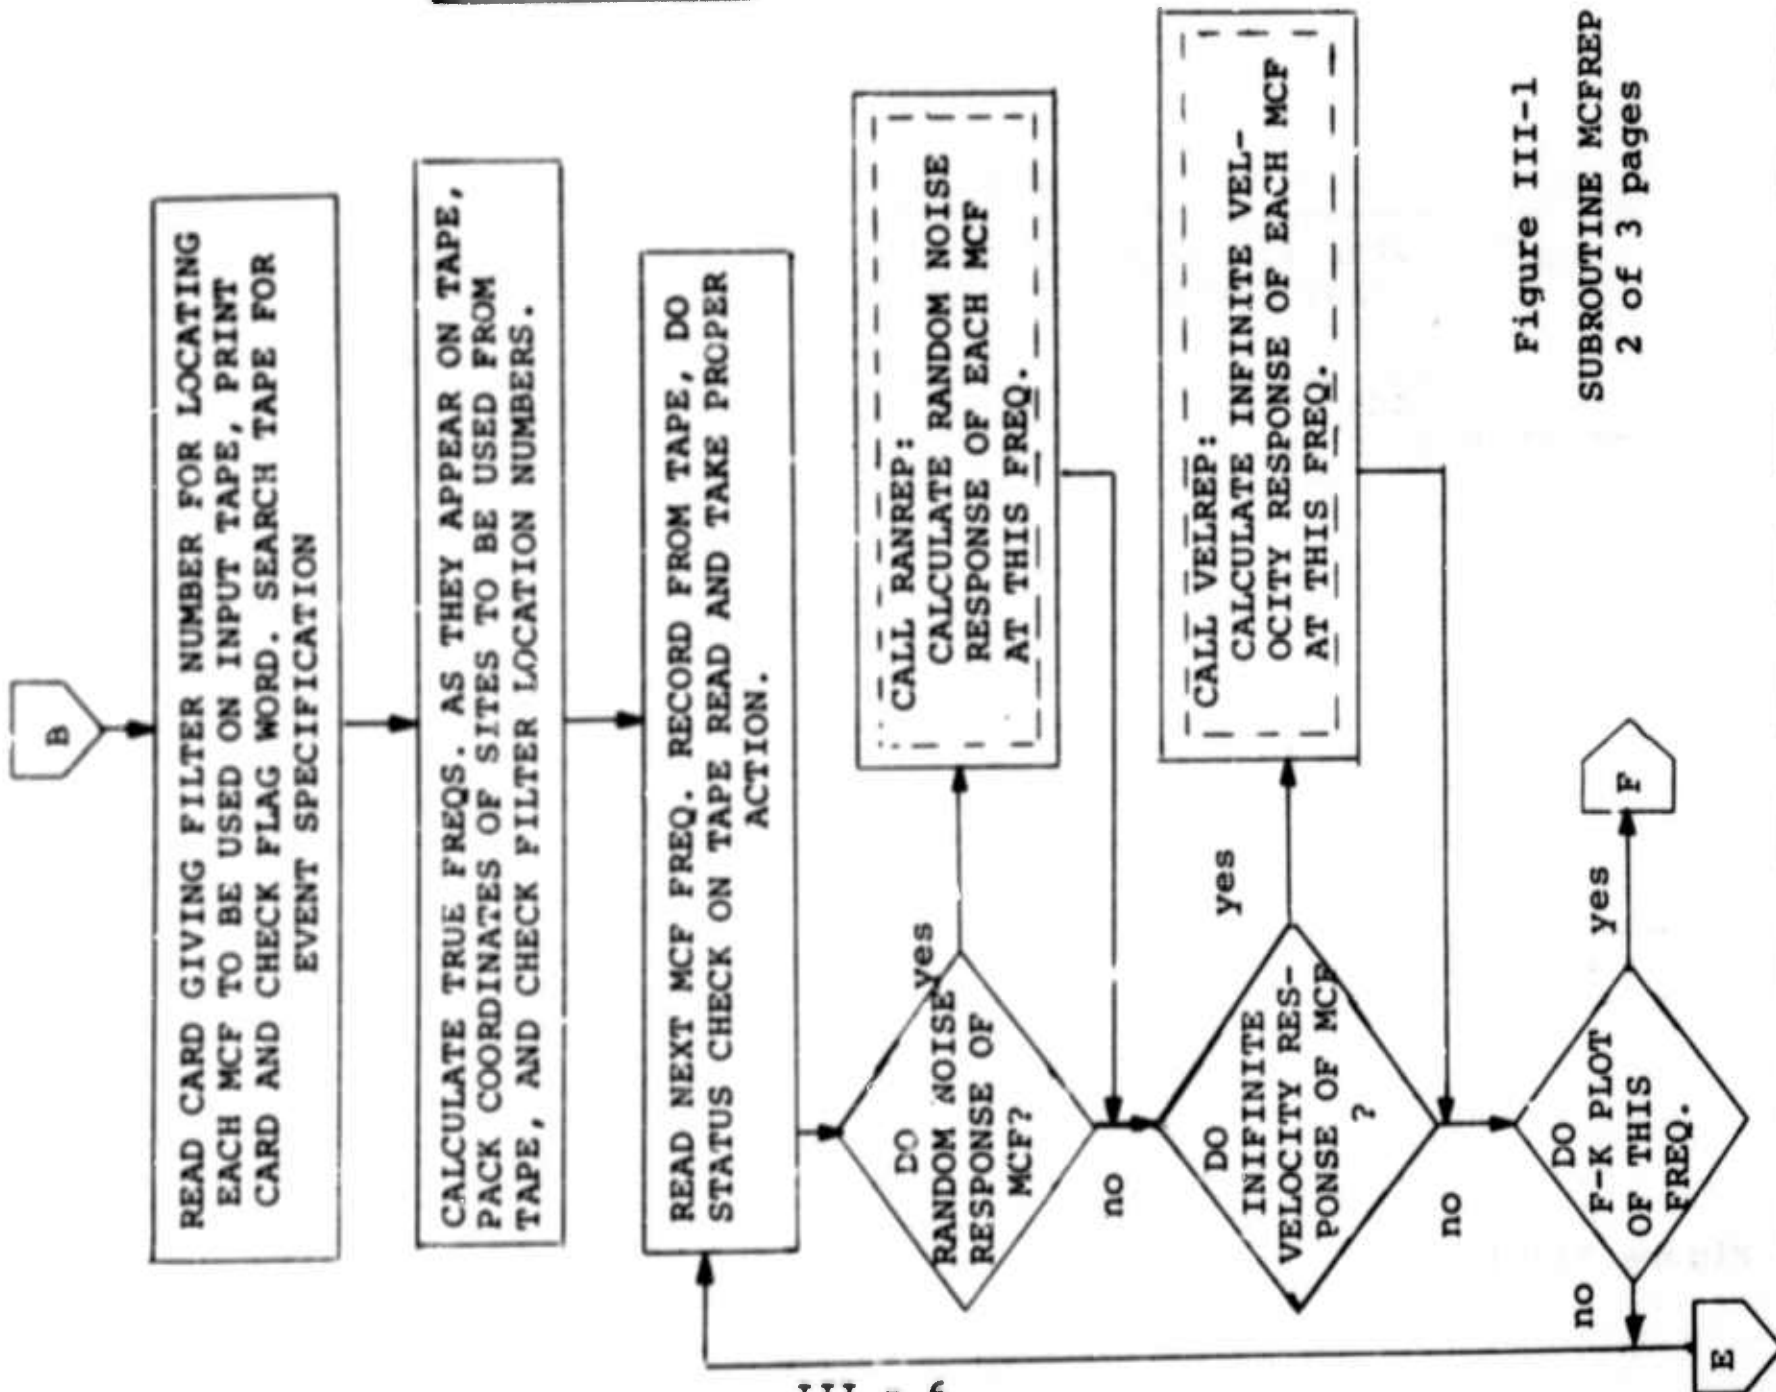 B
READ CARD GIVING FILTER NUMBER FOR LOCATING
EACH MCF TO BE USED ON INPUT TAPE, PRINT
CARD AND CHECK FLAG WORD. SEARCH TAPE FOR
EVENT SPECIFICATION
CALCULATE TRUE FREQS. AS THEY APPEAR ON TAPE,
PACK COORDINATES OF SITES TO BE USED FROM
TAPE, AND CHECK FILTER LOCATION NUMBERS.
READ NEXT MCF FREQ. RECORD FROM TAPE, DO
STATUS CHECK ON TAPE READ AND TAKE PROPER
ACTION.
DO
RANDOM NOISE
RESPONSE OF
MCF?
yes
CALL RANREP:
CALCULATE RANDOM NOISE
RESPONSE OF EACH MCF
AT THIS FREQ.
no
DO
INIFINITE
VELOCITY RES-
PONSE OF MCF
?
yes
CALL VELREP:
CALCULATE INFINITE VEL-
OCITY RESPONSE OF EACH MCF
AT THIS FREQ.
no
DO
F-K PLOT
OF THIS
FREQ.
yes
F
no
E
Figure III-1
SUBROUTINE MCFREP
2 of 3 pages